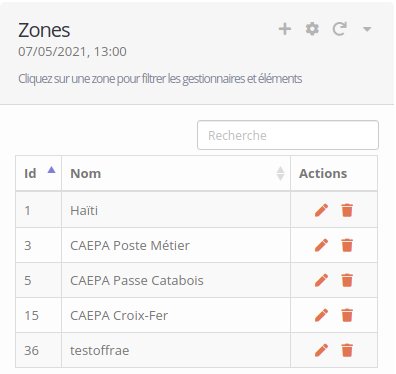 Zones
07/05/2021, 13:00
Cliquez sur une zone pour filtrer les gestionnaires et éléments
Recherche
Id Nom Actions
1 Haïti
3 CAEPA Poste Métier
5 CAEPA Passe Catabois
15 CAEPA Croix-Fer
36 testoffrae